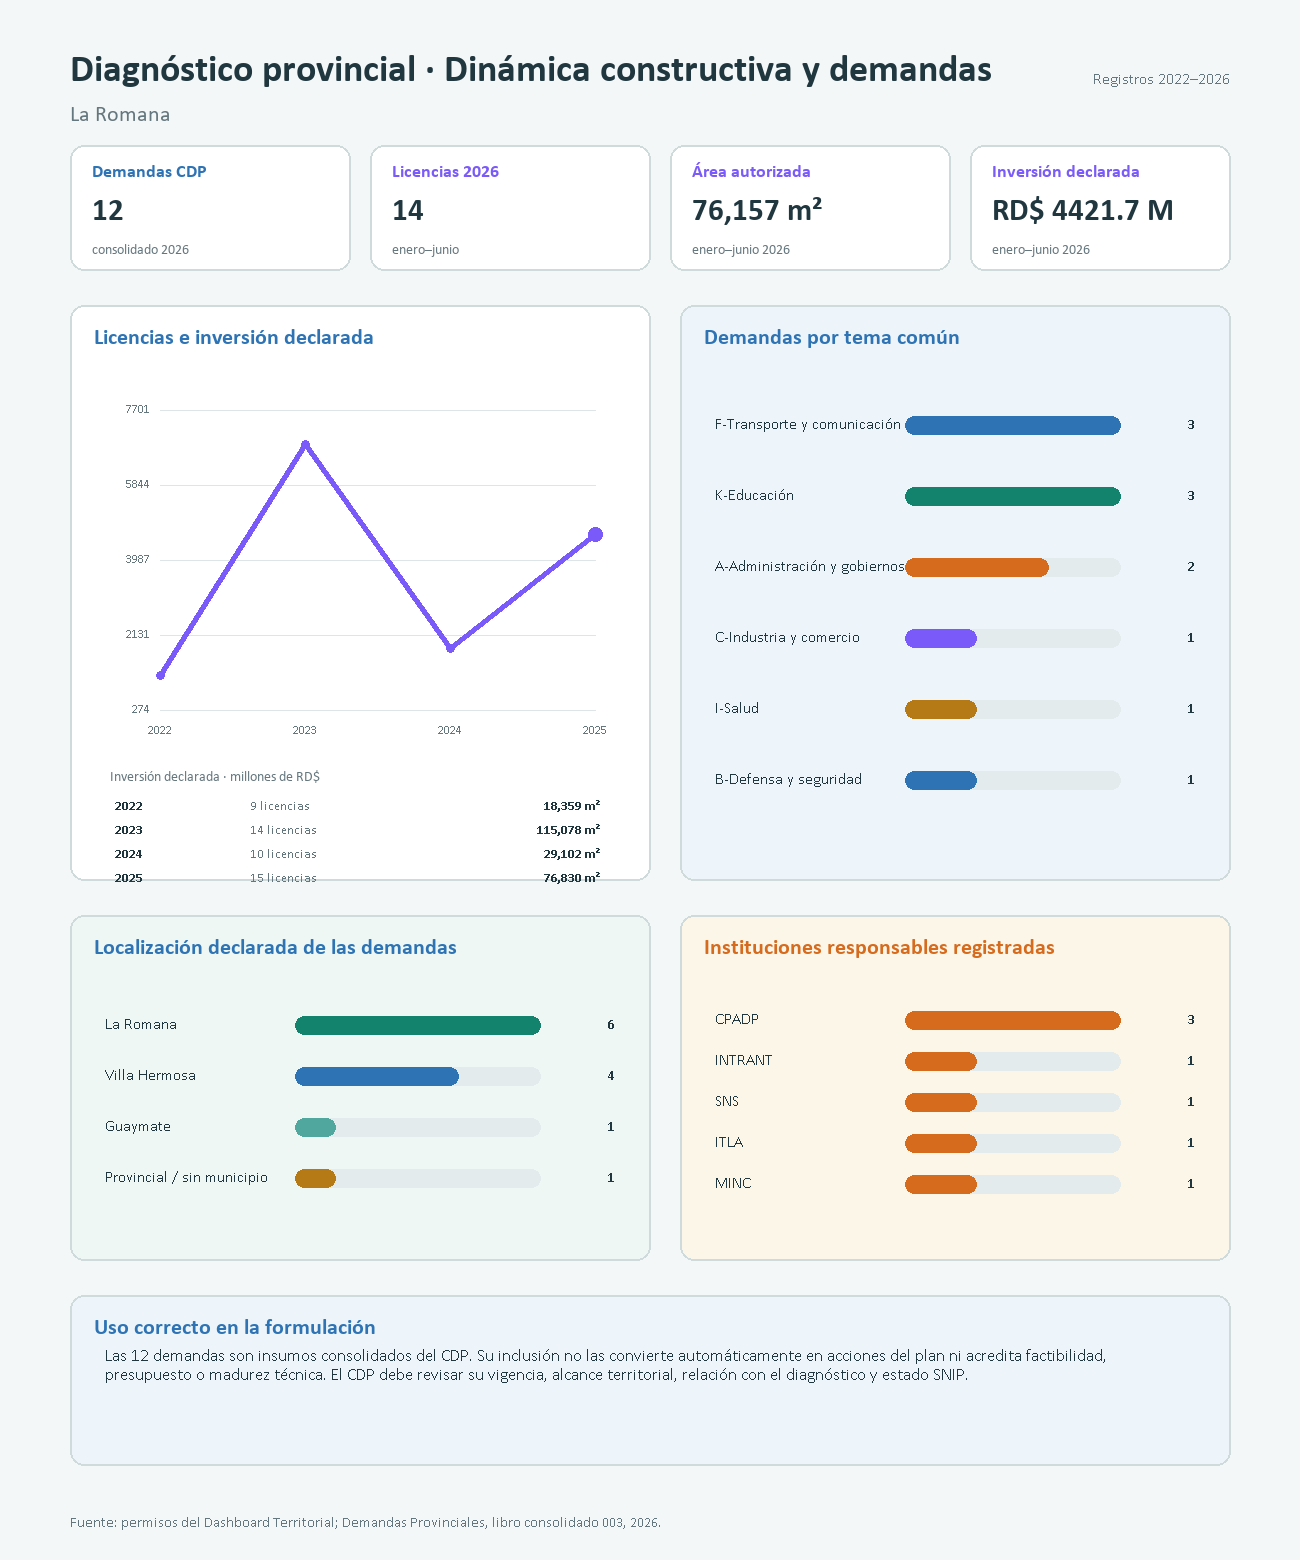 Diagnóstico provincial · Dinámica constructiva y demandas
Registros 2022–2026
La Romana
Demandas CDP
12
consolidado 2026
Licencias 2026
14
enero–junio
Área autorizada
76,157 m²
enero–junio 2026
Inversión declarada
RD$ 4421.7 M
enero–junio 2026
Licencias e inversión declarada
7701
5844
3987
2131
274
2022 2023 2024 2025
Inversión declarada · millones de RD$
2022 9 licencias 18,359 m²
2023 14 licencias 115,078 m²
2024 10 licencias 29,102 m²
2025 15 licencias 76,830 m²
Demandas por tema común
F-Transporte y comunicación 3
K-Educación 3
A-Administración y gobiernos 2
C-Industria y comercio 1
I-Salud 1
B-Defensa y seguridad 1
Localización declarada de las demandas
La Romana 6
Villa Hermosa 4
Guaymate 1
Provincial / sin municipio 1
Instituciones responsables registradas
CPADP 3
INTRANT 1
SNS 1
ITLA 1
MINC 1
Uso correcto en la formulación
Las 12 demandas son insumos consolidados del CDP. Su inclusión no las convierte automáticamente en acciones del plan ni acredita factibilidad,
presupuesto o madurez técnica. El CDP debe revisar su vigencia, alcance territorial, relación con el diagnóstico y estado SNIP.
Fuente: permisos del Dashboard Territorial; Demandas Provinciales, libro consolidado 003, 2026.